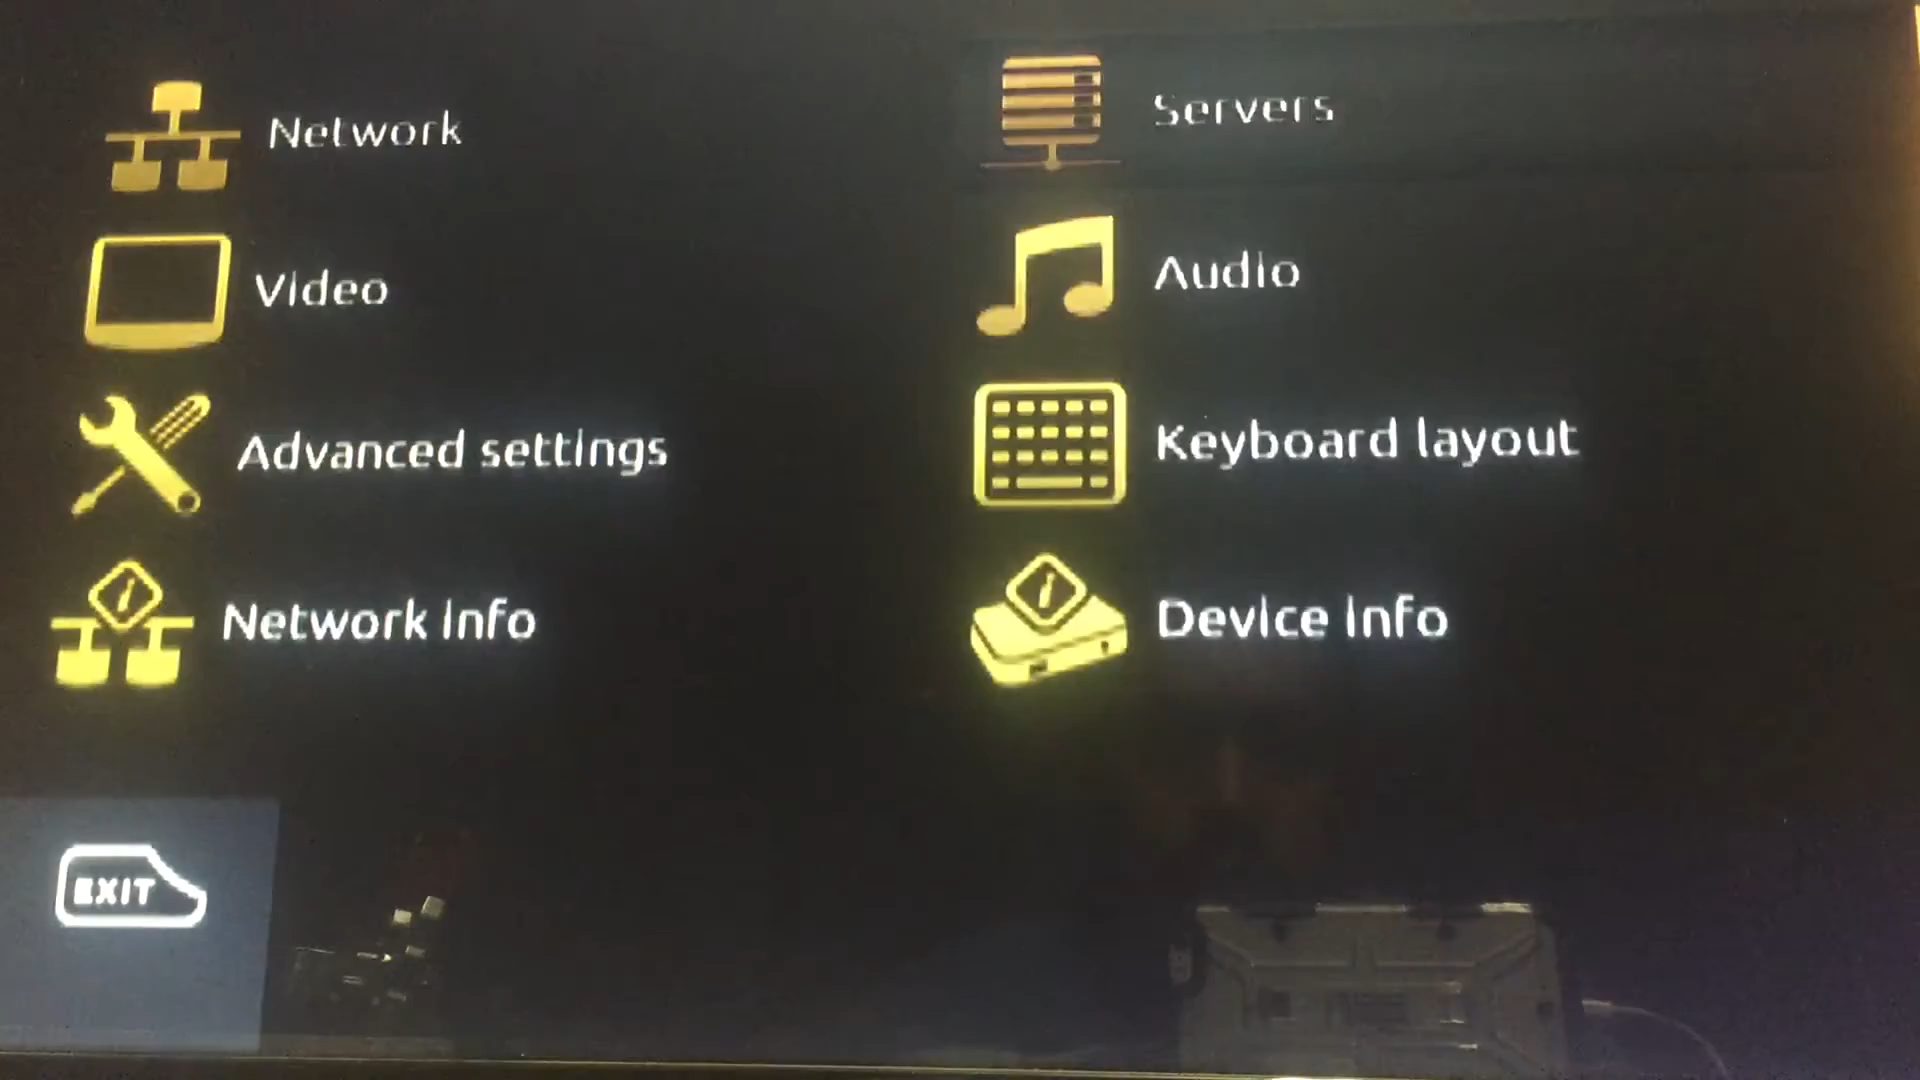 Network
Servers
Video
Audio
Advanced settings
Keyboard layout
Network info
Device info
EXIT